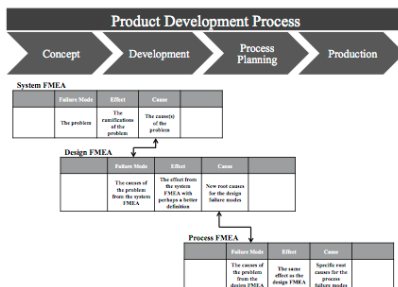 Product Development Process
Concept
Development
Process
Planning
Production
System FMEA
Failure Mode
Effect
Cause
The problem
The
ramifications
of the
problem
The cause(s)
of the
problem
Design FMEA
Failure Mode
Effect
Cause
The causes of
the problem
from the system
FMEA
The effect from
the system
FMEA with
perhaps a better
definition
New root causes
for the design
failure modes
Process FMEA
Failure Mode
Effect
Cause
The causes of
the problem
from the
design FMEA
The same
effect as the
design FMEA
Specific root
causes for the
process
failure modes